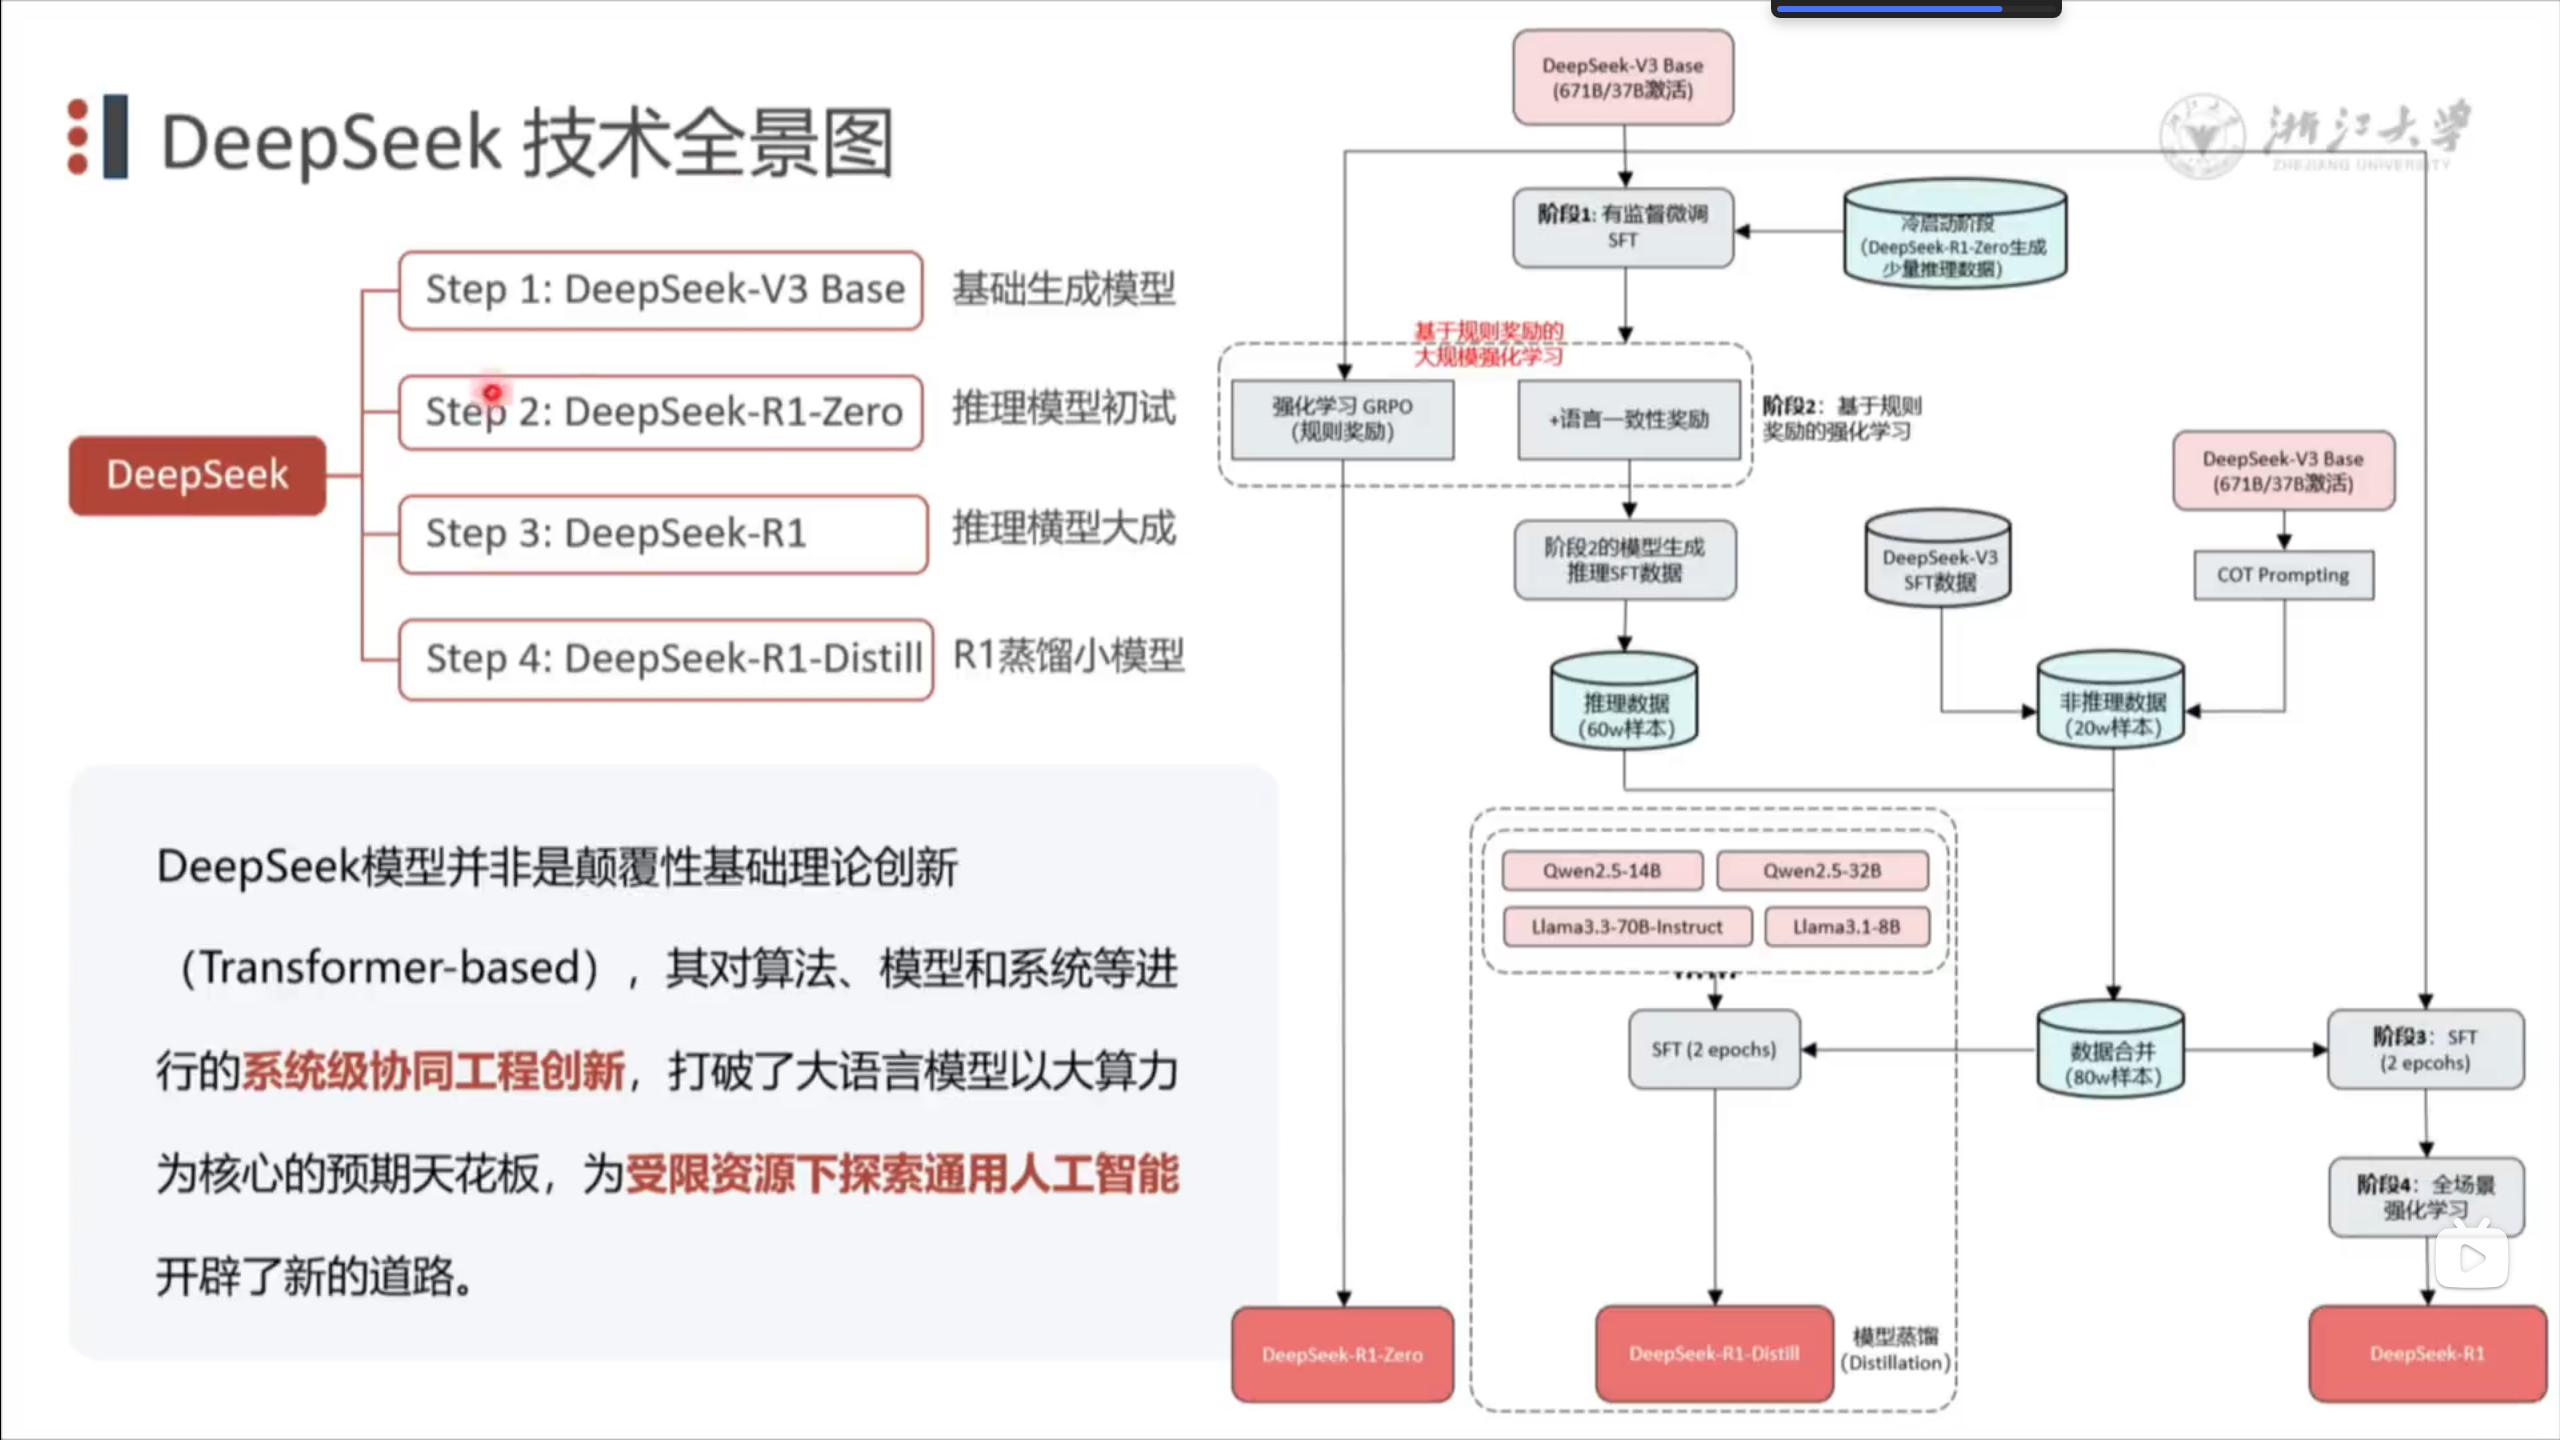 DeepSeek 技术全景图
浙江大学
ZHEJIANG UNIVERSITY
DeepSeek
Step 1: DeepSeek-V3 Base
基础生成模型
Step 2: DeepSeek-R1-Zero
推理模型初试
Step 3: DeepSeek-R1
推理横型大成
Step 4: DeepSeek-R1-Distill
R1蒸馏小模型
DeepSeek模型并非是颠覆性基础理论创新
（Transformer-based），其对算法、模型和系统等进
行的系统级协同工程创新，打破了大语言模型以大算力
为核心的预期天花板，为受限资源下探索通用人工智能
开辟了新的道路。
DeepSeek-V3 Base
(671B/37B激活)
阶段1: 有监督微调
SFT
冷启动阶段
（DeepSeek-R1-Zero生成
少量推理数据）
基于规则奖励的
大规模强化学习
强化学习 GRPO
(规则奖励)
+语言一致性奖励
阶段2：基于规则
奖励的强化学习
阶段2的模型生成
推理SFT数据
DeepSeek-V3
SFT数据
DeepSeek-V3 Base
(671B/37B激活)
COT Prompting
推理数据
(60w样本)
非推理数据
(20w样本)
Qwen2.5-14B
Qwen2.5-32B
Llama3.3-70B-Instruct
Llama3.1-8B
SFT (2 epochs)
数据合并
(80w样本)
阶段3：SFT
(2 epcohs)
阶段4：全场景
强化学习
DeepSeek-R1-Zero
DeepSeek-R1-Distill
模型蒸馏
(Distillation)
DeepSeek-R1